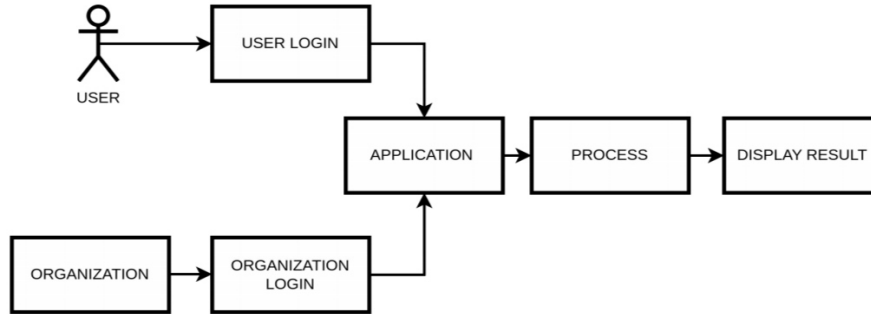 USER LOGIN
USER
APPLICATION
PROCESS
DISPLAY RESULT
ORGANIZATION
ORGANIZATION
LOGIN